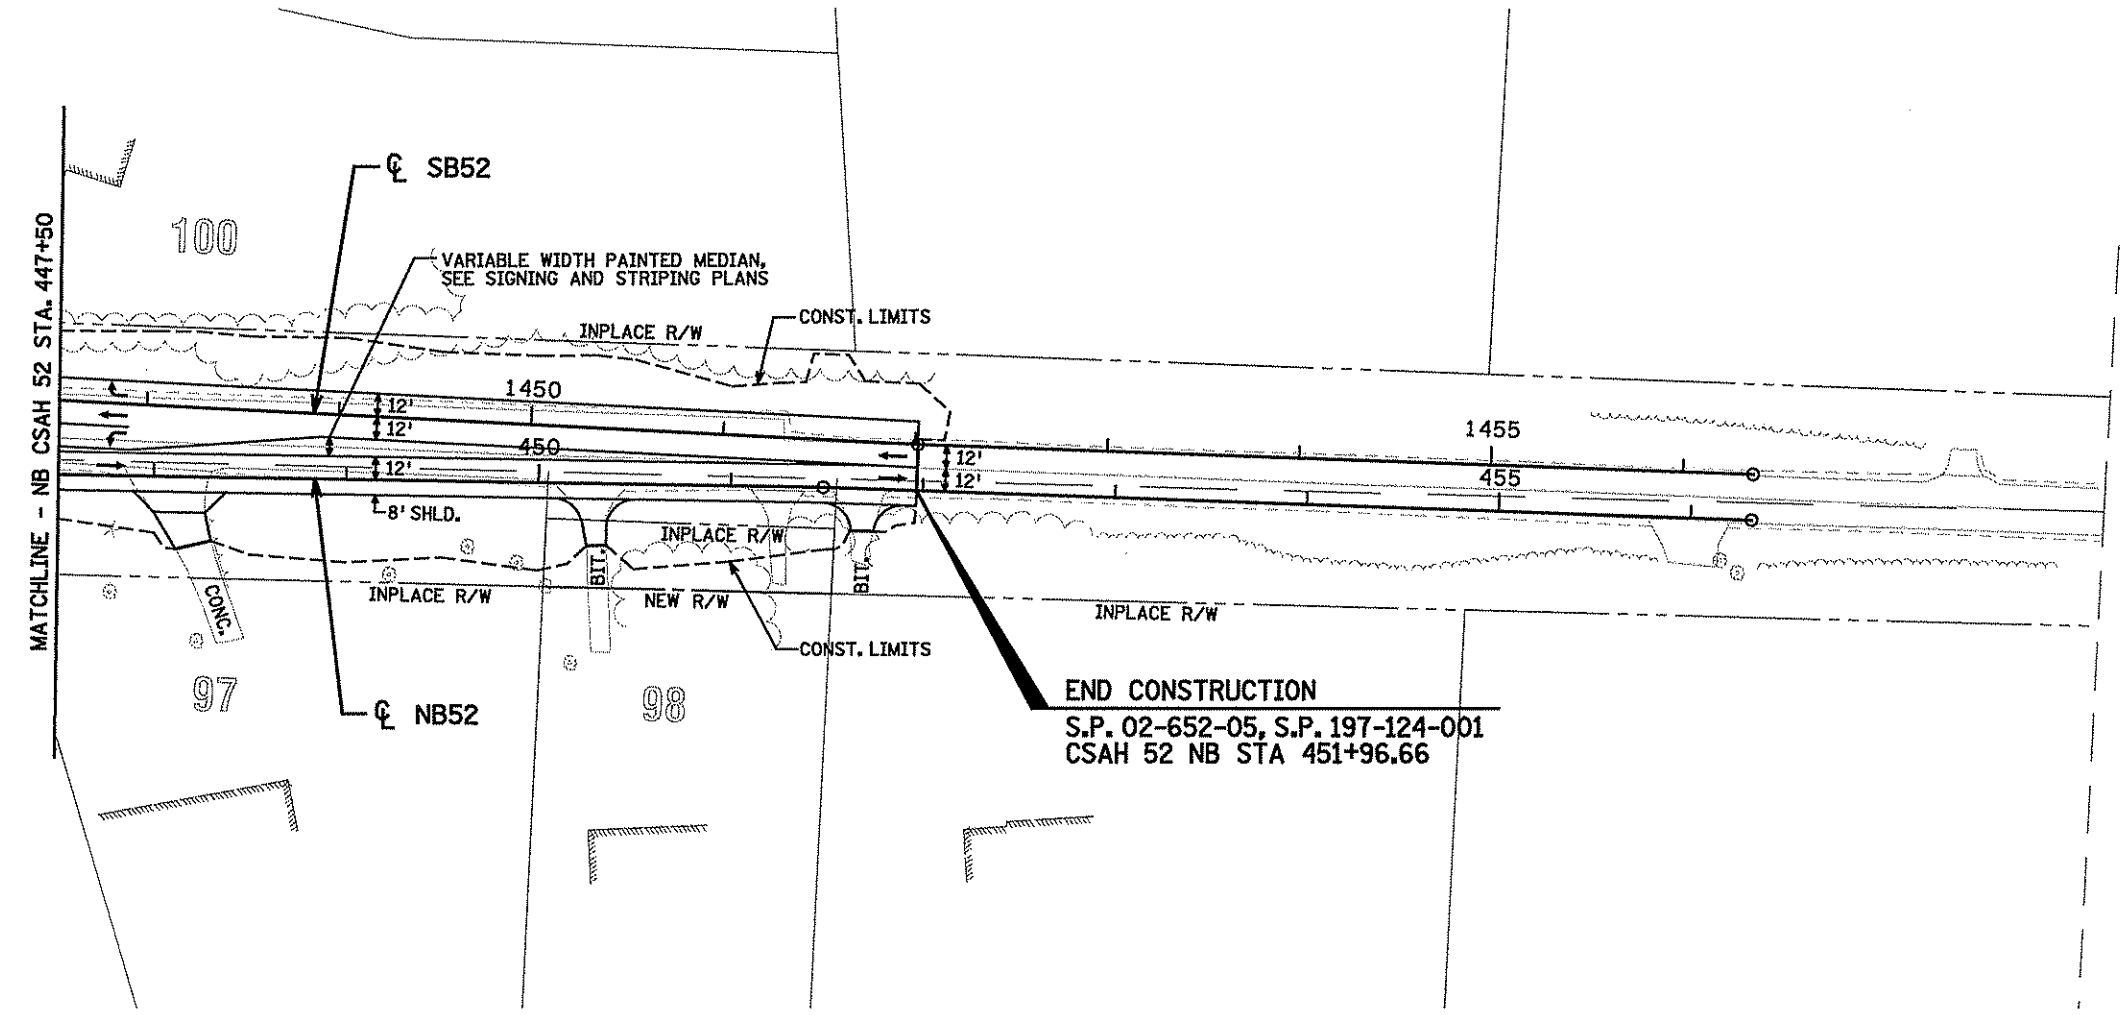 ℄ SB52
100
MATCHLINE - NB CSAH 52 STA. 447+50
VARIABLE WIDTH PAINTED MEDIAN,
SEE SIGNING AND STRIPING PLANS
CONST. LIMITS
INPLACE R/W
1450
12'
12'
450
12'
8' SHLD.
1455
12'
455
12'
INPLACE R/W
BIT.
BIT.
CONC.
INPLACE R/W
NEW R/W
INPLACE R/W
CONST. LIMITS
97
98
℄ NB52
END CONSTRUCTION
S.P. 02-652-05, S.P. 197-124-001
CSAH 52 NB STA 451+96.66